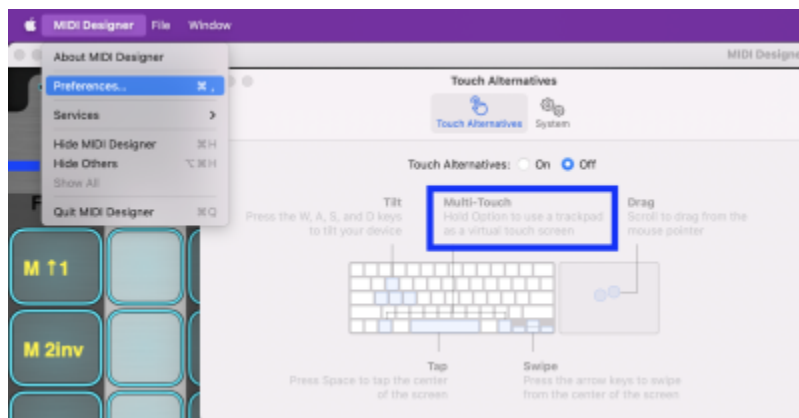 MIDI Designer File Window
MIDI Designe
About MIDI Designer
Preferences... ⌘ ,
Services >
Hide MIDI Designer ⌘H
Hide Others ⌥⌘H
Show All
Quit MIDI Designer ⌘Q
Touch Alternatives
Touch Alternatives System
Touch Alternatives: On Off
Tilt
Press the W, A, S, and D keys
to tilt your device
Multi-Touch
Hold Option to use a trackpad
as a virtual touch screen
Drag
Scroll to drag from the
mouse pointer
Tap
Press Space to tap the center
of the screen
Swipe
Press the arrow keys to swipe
from the center of the screen
F
M ↑1
M 2inv